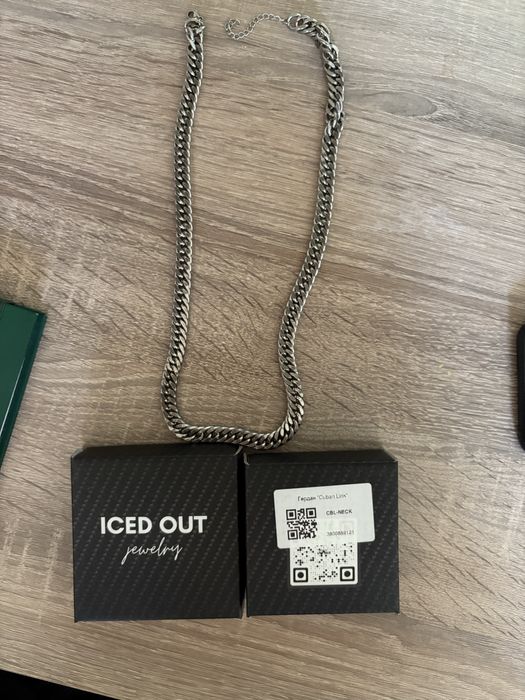 ICED OUT
jewelry
Гердан "Cuban Link"
CBL-NECK